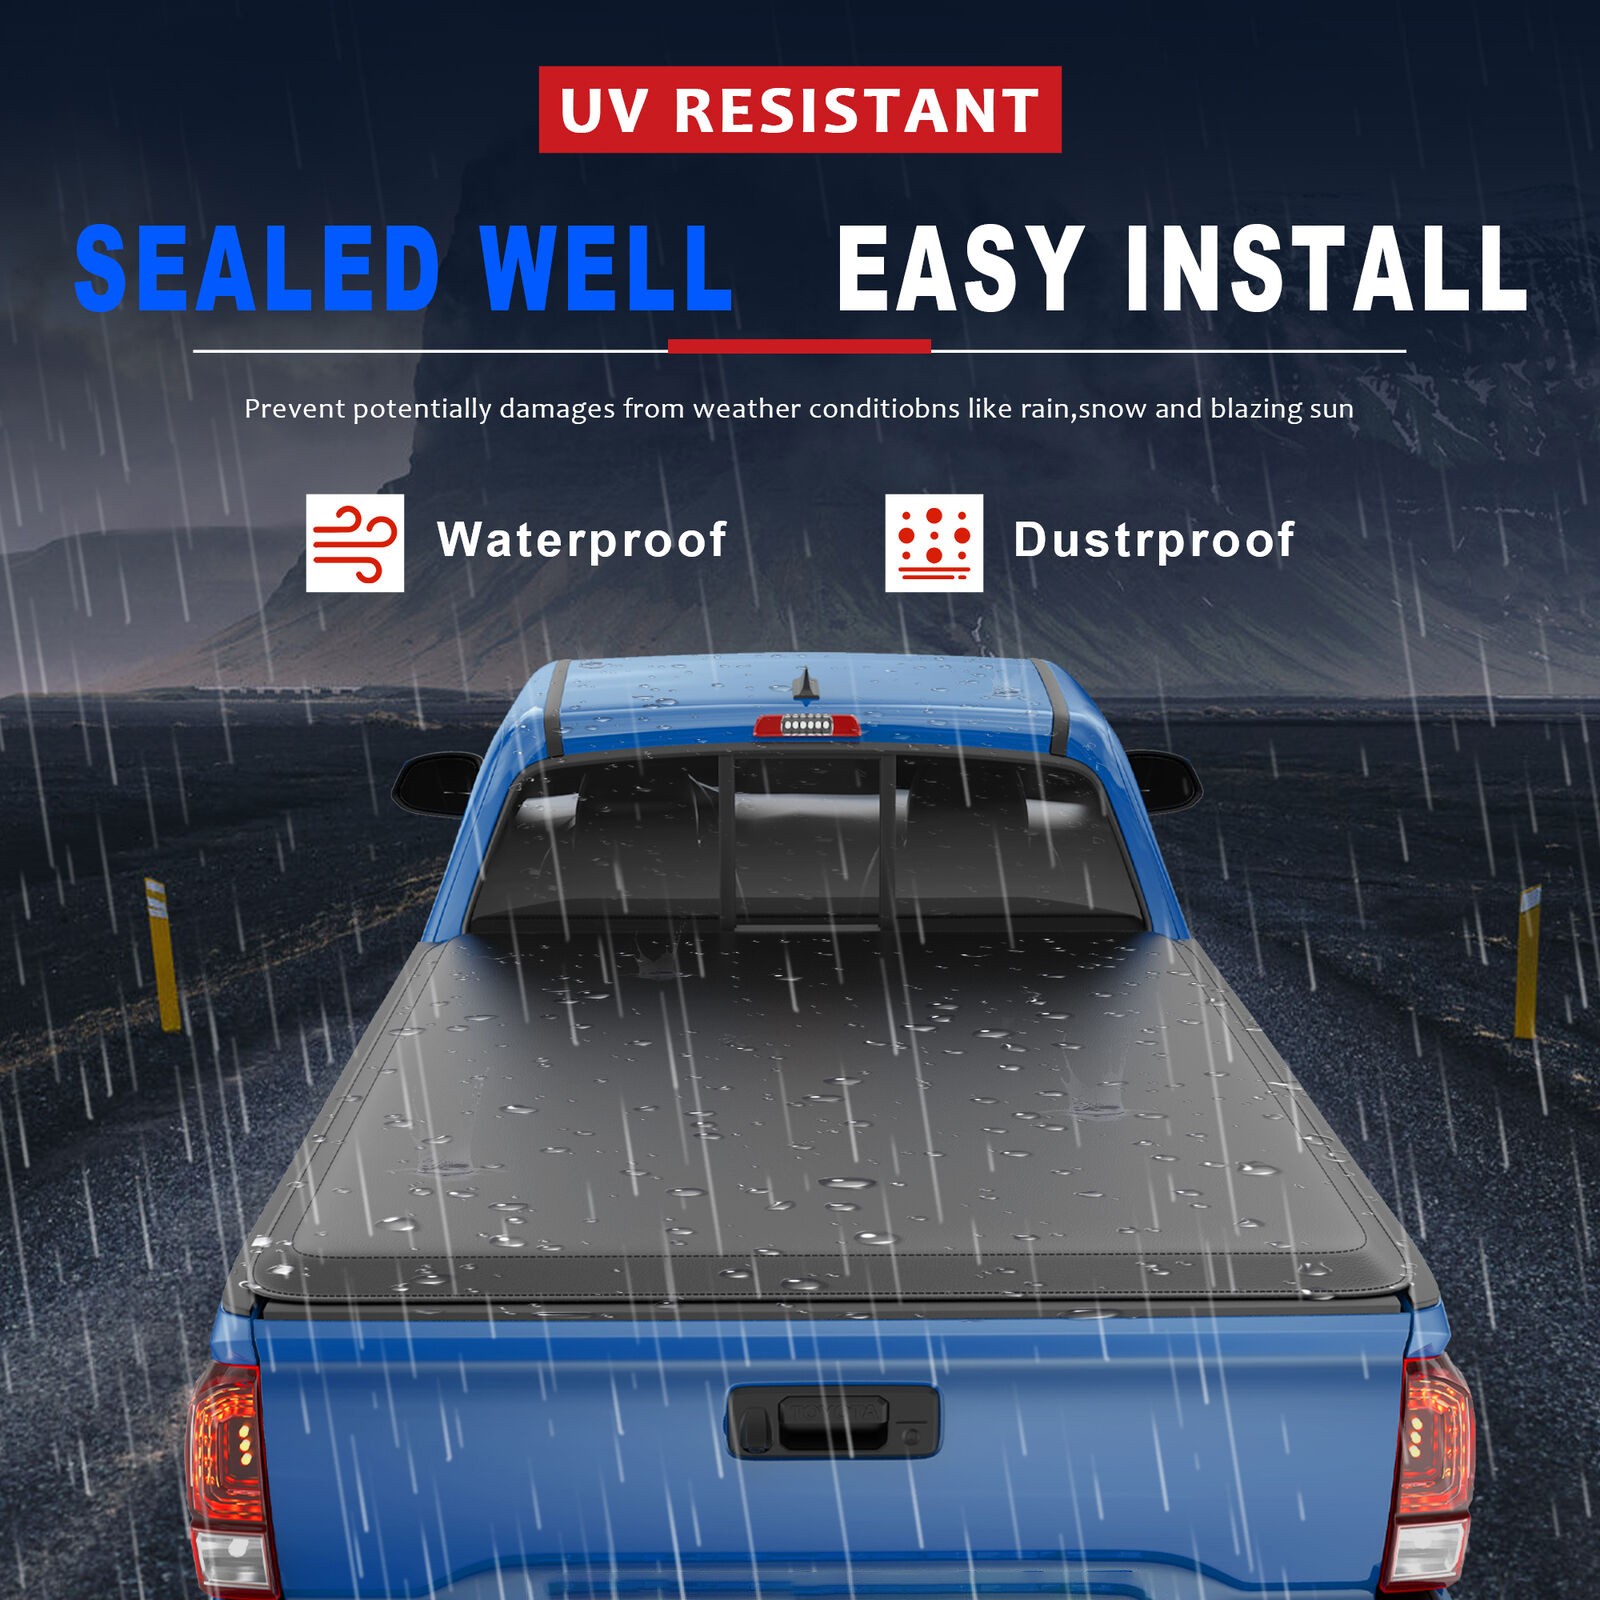 UV RESISTANT
SEALED WELL EASY INSTALL
Prevent potentially damages from weather conditiobns like rain,snow and blazing sun
Waterproof Dustrproof
TOYOTA